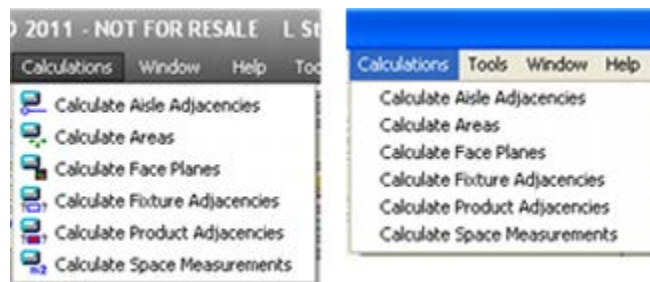 2011 - NOT FOR RESALE L St
Calculations Window Help Too
Calculate Aisle Adjacencies
Calculate Areas
Calculate Face Planes
Calculate Fixture Adjacencies
Calculate Product Adjacencies
Calculate Space Measurements
Calculations Tools Window Help
Calculate Aisle Adjacencies
Calculate Areas
Calculate Face Planes
Calculate Fixture Adjacencies
Calculate Product Adjacencies
Calculate Space Measurements